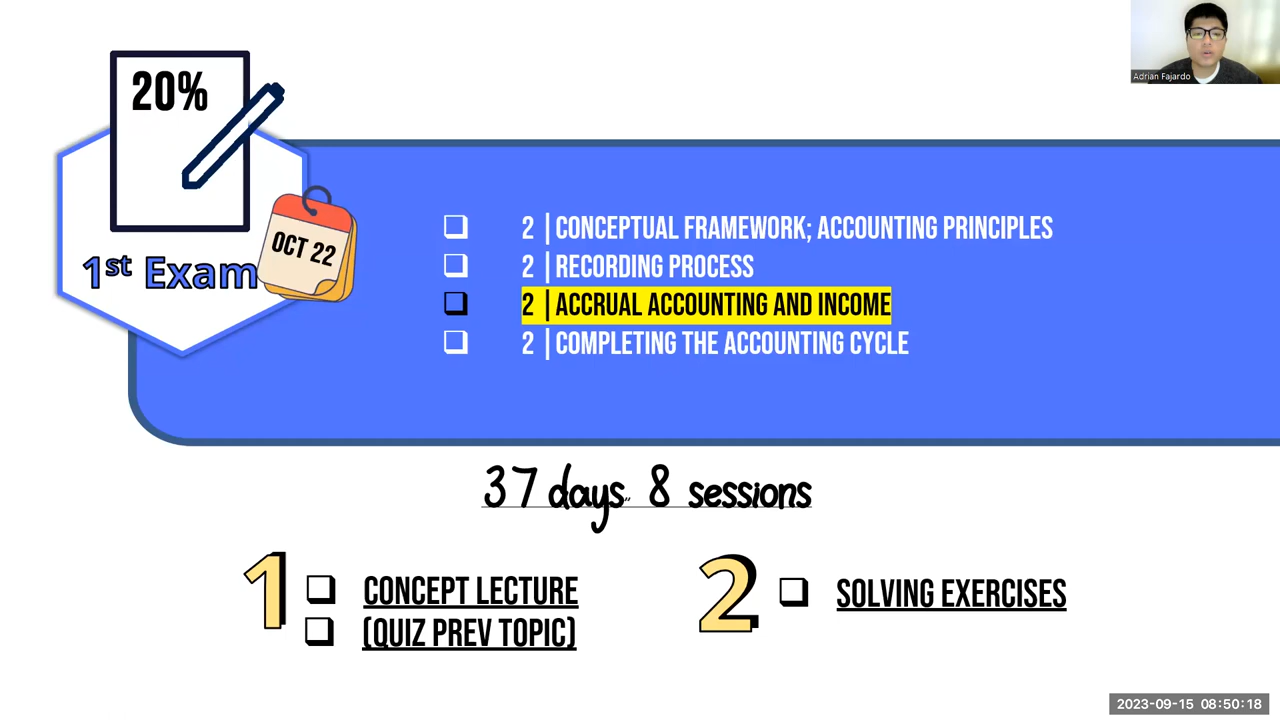 Adrian Fajardo
20%
OCT 22
1st Exam
2 | CONCEPTUAL FRAMEWORK; ACCOUNTING PRINCIPLES
2 | RECORDING PROCESS
2 | ACCRUAL ACCOUNTING AND INCOME
2 | COMPLETING THE ACCOUNTING CYCLE
37 days 8 sessions
1
CONCEPT LECTURE
(QUIZ PREV TOPIC)
2
SOLVING EXERCISES
2023-09-15 08:50:18